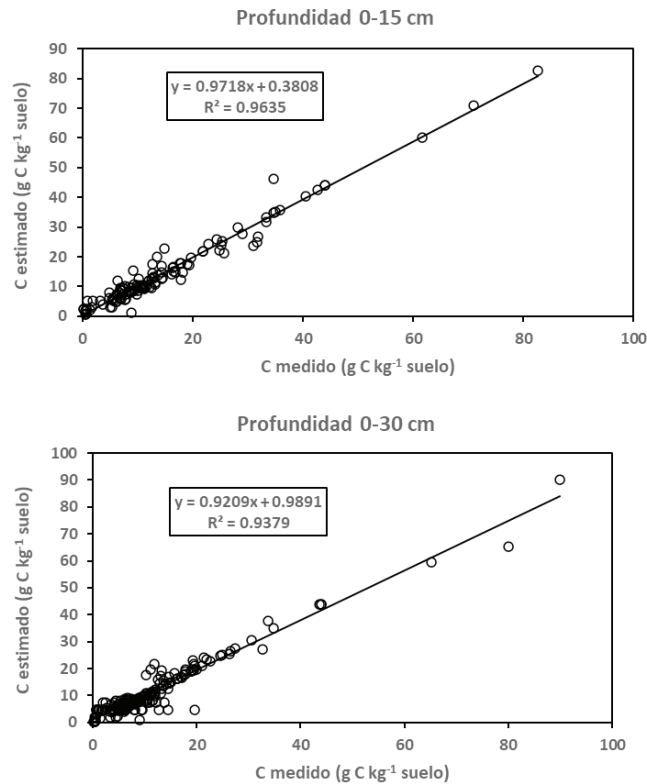 Profundidad 0-15 cm
90
80
70
60
50
40
30
20
10
0
C estimado (g C kg-1 suelo)
y = 0.9718x + 0.3808
R² = 0.9635
0 20 40 60 80 100
C medido (g C kg-1 suelo)
Profundidad 0-30 cm
100
90
80
70
60
50
40
30
20
10
0
C estimado (g C kg-1 suelo)
y = 0.9209x + 0.9891
R² = 0.9379
0 20 40 60 80 100
C medido (g C kg-1 suelo)